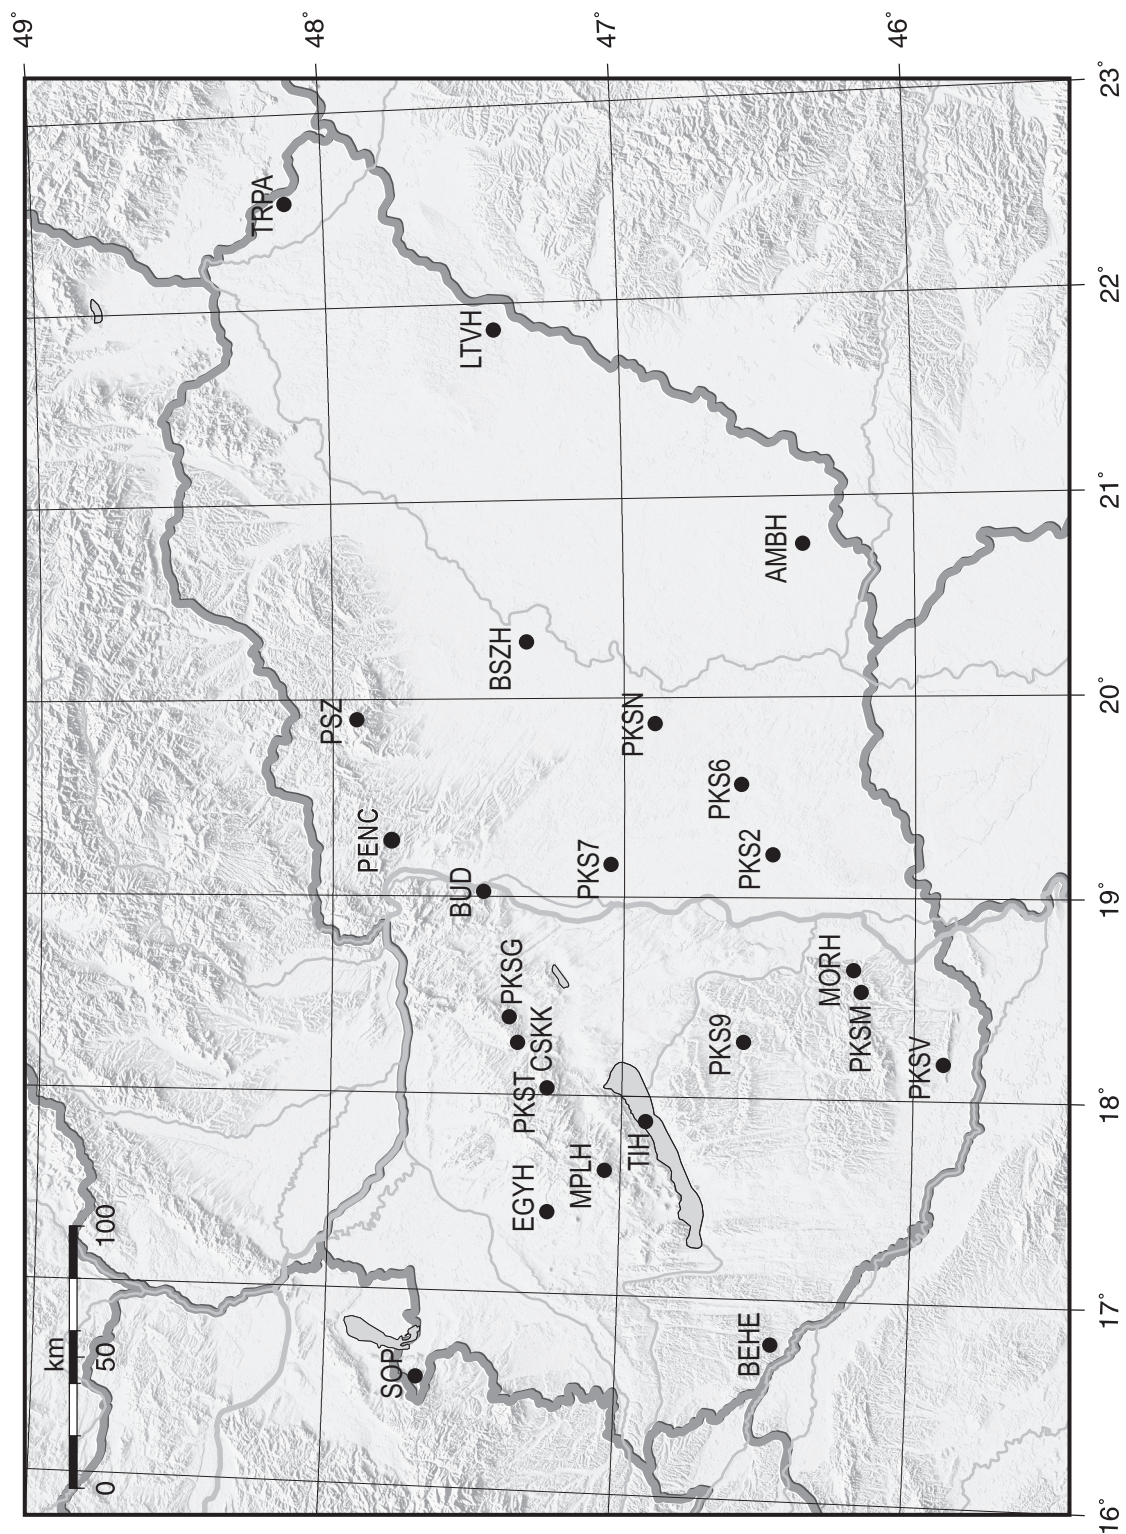 49°
48°
47°
46°
23°
22°
21°
20°
19°
18°
17°
16°
km
0
50
100
TRPA
LTVH
AMBH
BSZH
PSZ
PKSN
PKS6
PENC
PKS7
PKS2
BUD
PKSG
CSKK
PKST
MORH
PKSM
PKS9
PKSV
TIH
MPLH
EGYH
BEHE
SOP